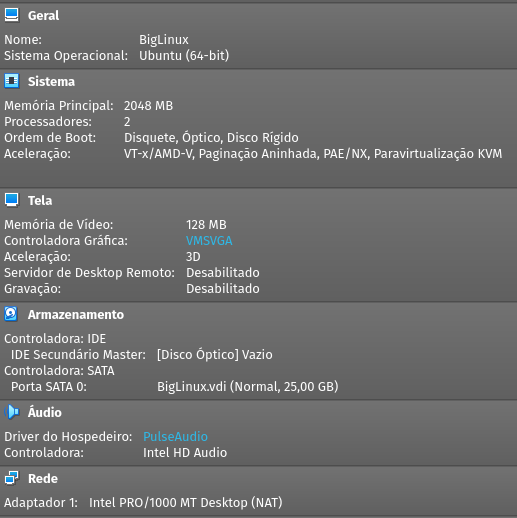 Geral
Nome: BigLinux
Sistema Operacional: Ubuntu (64-bit)
Sistema
Memória Principal: 2048 MB
Processadores: 2
Ordem de Boot: Disquete, Óptico, Disco Rígido
Aceleração: VT-x/AMD-V, Paginação Aninhada, PAE/NX, Paravirtualização KVM
Tela
Memória de Vídeo: 128 MB
Controladora Gráfica: VMSVGA
Aceleração: 3D
Servidor de Desktop Remoto: Desabilitado
Gravação: Desabilitado
Armazenamento
Controladora: IDE
IDE Secundário Master: [Disco Óptico] Vazio
Controladora: SATA
Porta SATA 0: BigLinux.vdi (Normal, 25,00 GB)
Áudio
Driver do Hospedeiro: PulseAudio
Controladora: Intel HD Audio
Rede
Adaptador 1: Intel PRO/1000 MT Desktop (NAT)